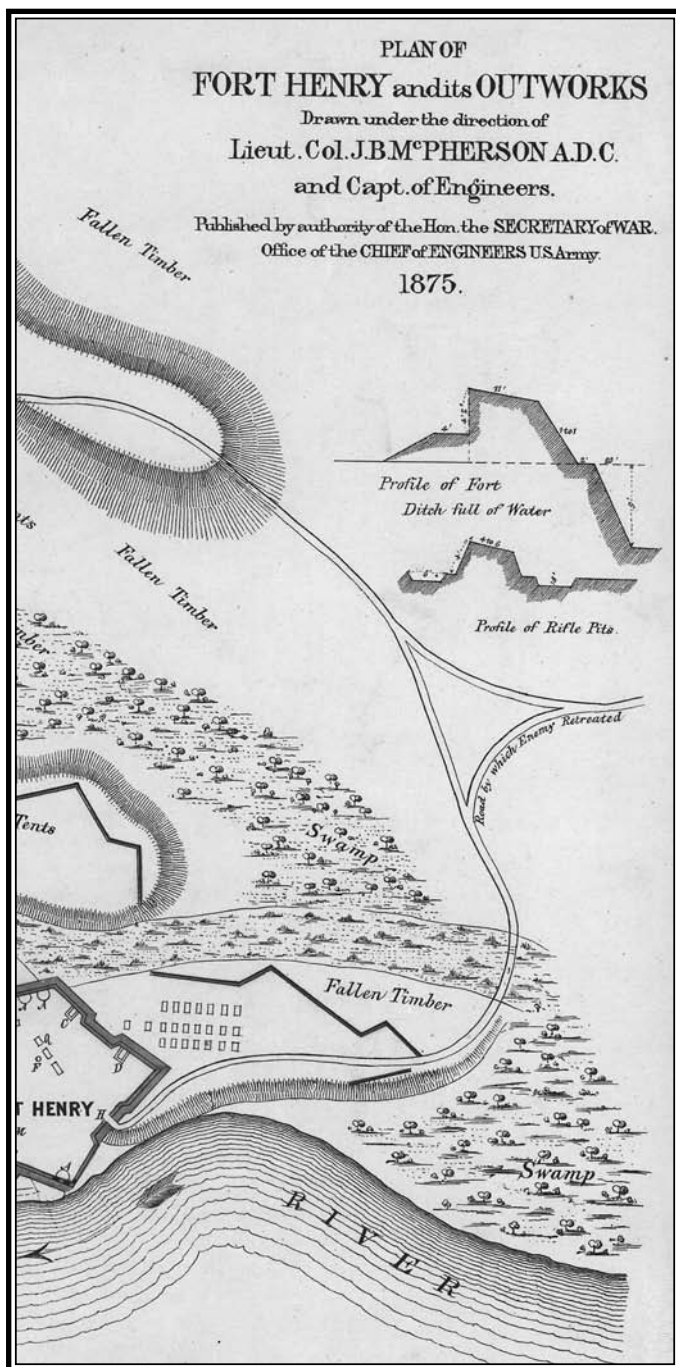 PLAN OF
FORT HENRY and its OUTWORKS
Drawn under the direction of
Lieut. Col. J.B. McPHERSON A.D.C.
and Capt. of Engineers.
Published by authority of the Hon. the SECRETARY of WAR.
Office of the CHIEF of ENGINEERS U.S. Army.
1875.
Fallen Timber
11'
4'
Profile of Fort
Ditch full of Water
Profile of Rifle Pits.
Fallen Timber
Road by which Enemy Retreated
Tents
Swamp
Fallen Timber
A A
C
D
F
T HENRY
H
A
Swamp
RIVER